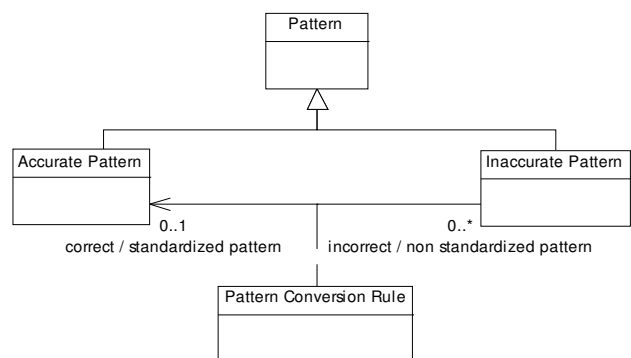 Pattern
Accurate Pattern
Inaccurate Pattern
0..1
0..*
correct / standardized pattern
incorrect / non standardized pattern
Pattern Conversion Rule